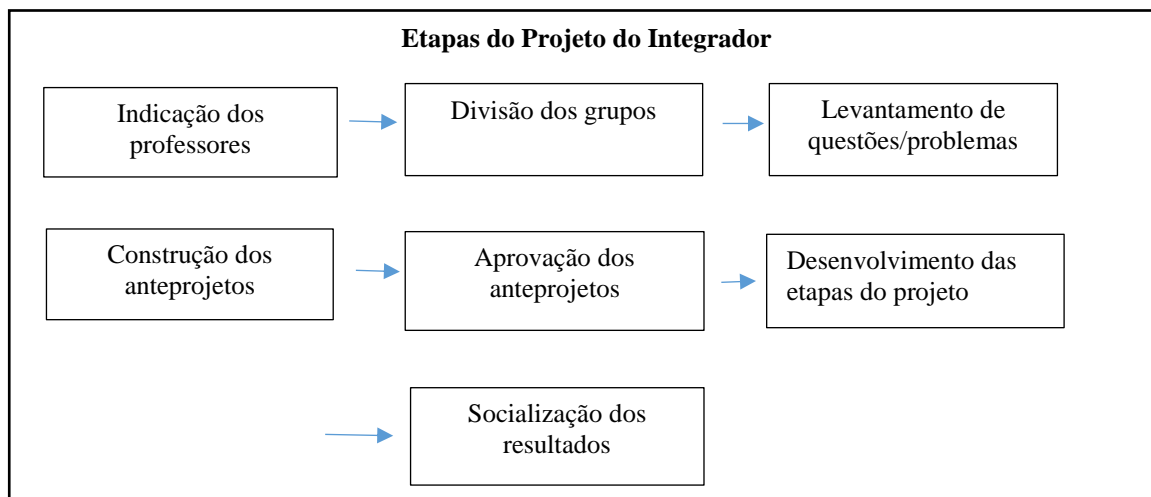 Etapas do Projeto do Integrador
Indicação dos
professores
Divisão dos grupos
Levantamento de
questões/problemas
Construção dos
anteprojetos
Aprovação dos
anteprojetos
Desenvolvimento das
etapas do projeto
Socialização dos
resultados